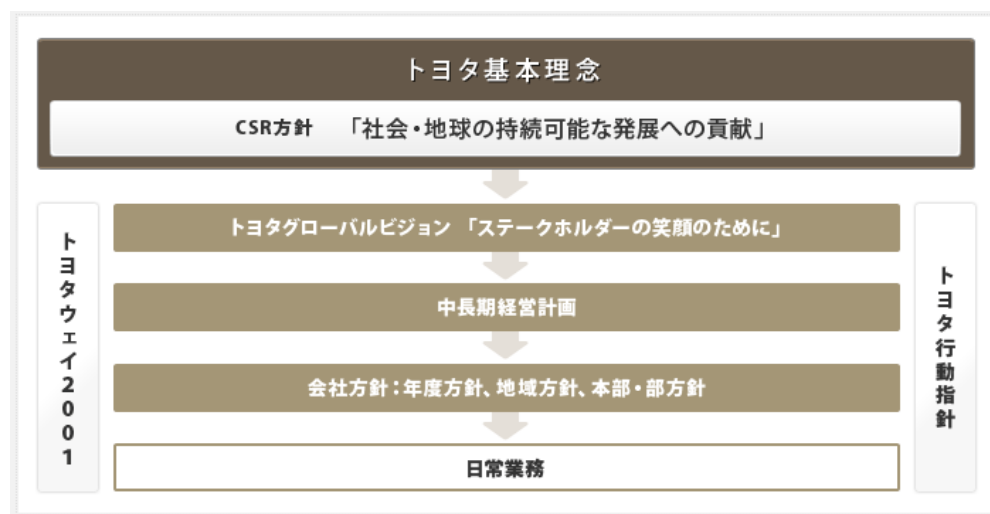 トヨタ基本理念
CSR方針 「社会・地球の持続可能な発展への貢献」
トヨタウェイ2001
トヨタグローバルビジョン 「ステークホルダーの笑顔のために」
中長期経営計画
会社方針：年度方針、地域方針、本部・部方針
日常業務
トヨタ行動指針